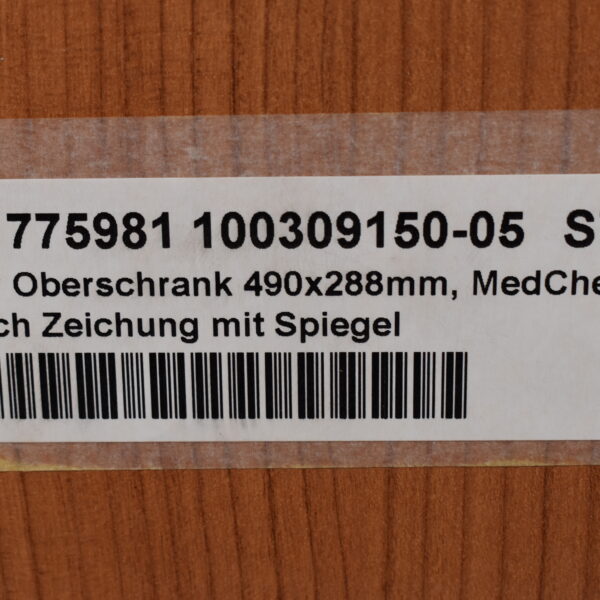 775981 100309150-05
Oberschrank 490x288mm,
Zeichung mit Spiegel